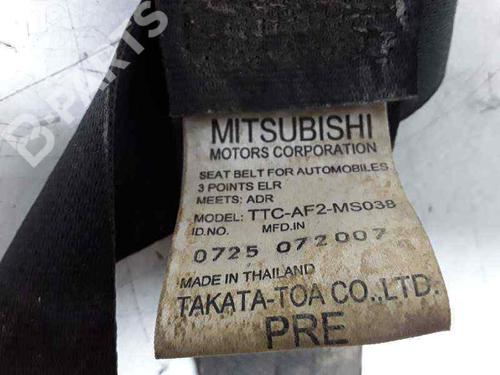 B-PARTS
MITSUBISHI
MOTORS CORPORATION
SEAT BELT FOR AUTOMOBILES
3 POINTS ELR
MEETS: ADR
MODEL: TTC-AF2-MS038
ID.NO. MFD.IN
0725 072007
MADE IN THAILAND
TAKATA-TOA CO.,LTD.
PRE